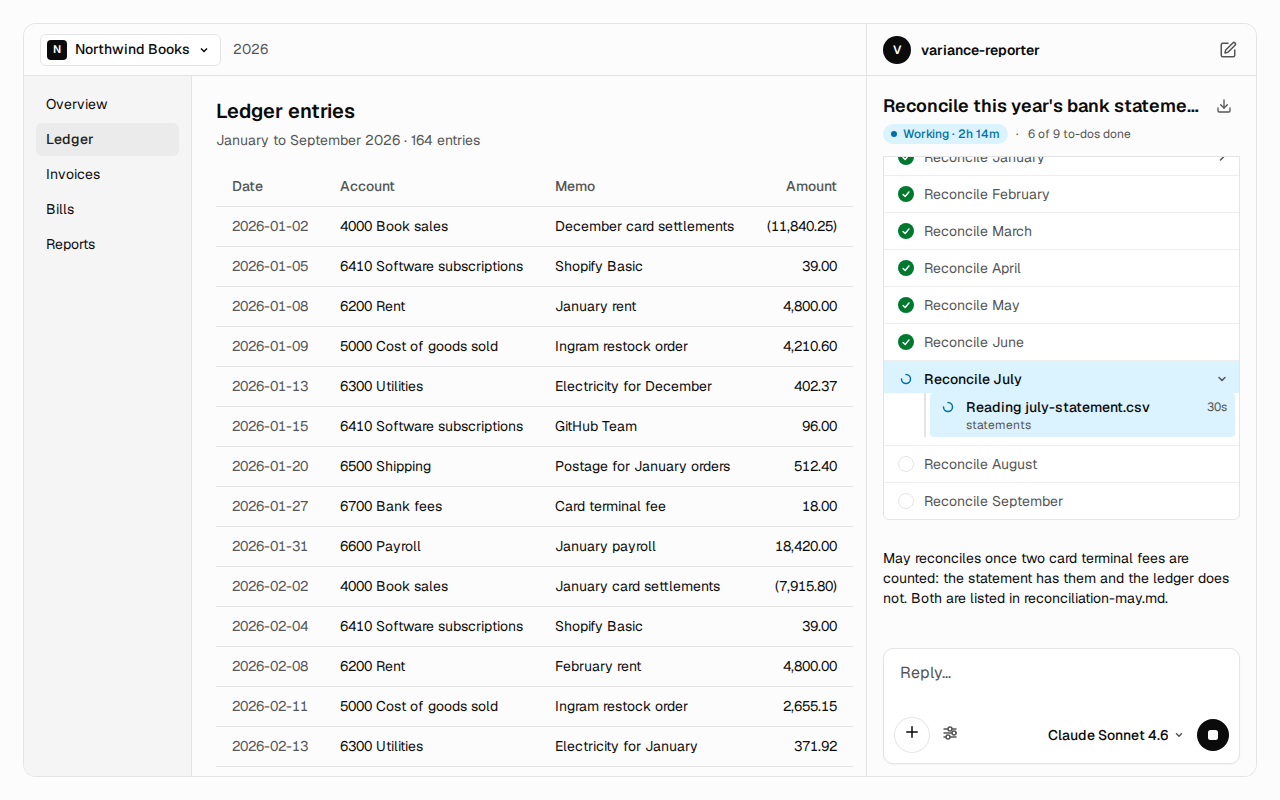 N Northwind Books 2026
V variance-reporter
Overview
Ledger
Invoices
Bills
Reports
Ledger entries
January to September 2026 · 164 entries
Date Account Memo Amount
2026-01-02 4000 Book sales December card settlements (11,840.25)
2026-01-05 6410 Software subscriptions Shopify Basic 39.00
2026-01-08 6200 Rent January rent 4,800.00
2026-01-09 5000 Cost of goods sold Ingram restock order 4,210.60
2026-01-13 6300 Utilities Electricity for December 402.37
2026-01-15 6410 Software subscriptions GitHub Team 96.00
2026-01-20 6500 Shipping Postage for January orders 512.40
2026-01-27 6700 Bank fees Card terminal fee 18.00
2026-01-31 6600 Payroll January payroll 18,420.00
2026-02-02 4000 Book sales January card settlements (7,915.80)
2026-02-04 6410 Software subscriptions Shopify Basic 39.00
2026-02-08 6200 Rent February rent 4,800.00
2026-02-11 5000 Cost of goods sold Ingram restock order 2,655.15
2026-02-13 6300 Utilities Electricity for January 371.92
Reconcile this year's bank stateme...
Working · 2h 14m · 6 of 9 to-dos done
Reconcile January
Reconcile February
Reconcile March
Reconcile April
Reconcile May
Reconcile June
Reconcile July
Reading july-statement.csv 30s
statements
Reconcile August
Reconcile September
May reconciles once two card terminal fees are
counted: the statement has them and the ledger does
not. Both are listed in reconciliation-may.md.
Reply...
Claude Sonnet 4.6